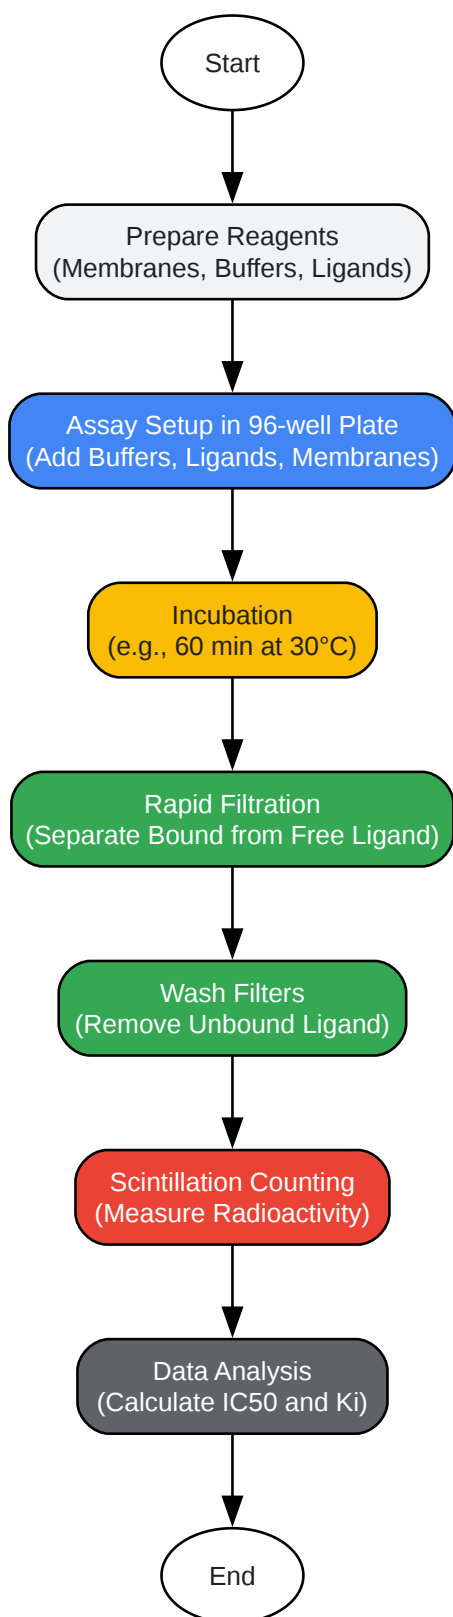 Start
Prepare Reagents
(Membranes, Buffers, Ligands)
Assay Setup in 96-well Plate
(Add Buffers, Ligands, Membranes)
Incubation
(e.g., 60 min at 30°C)
Rapid Filtration
(Separate Bound from Free Ligand)
Wash Filters
(Remove Unbound Ligand)
Scintillation Counting
(Measure Radioactivity)
Data Analysis
(Calculate IC50 and Ki)
End